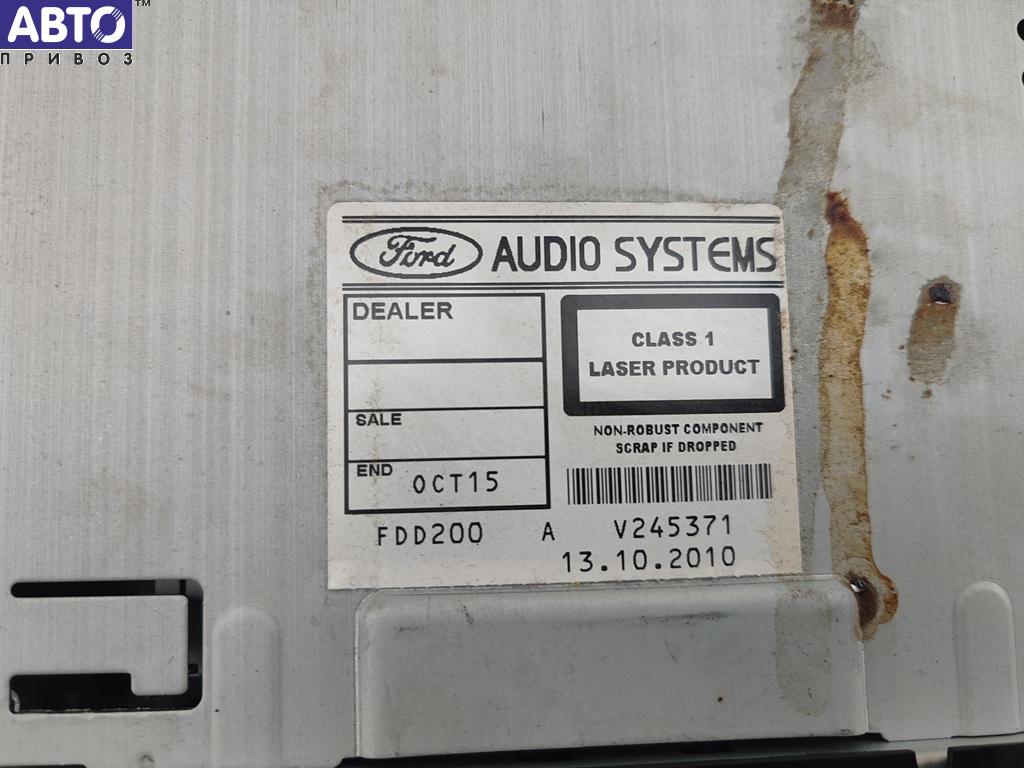 АВТО™
ПРИВОЗ
Ford AUDIO SYSTEMS
DEALER
CLASS 1
LASER PRODUCT
SALE
NON-ROBUST COMPONENT
SCRAP IF DROPPED
END OCT15
FDD200 A V245371
13.10.2010